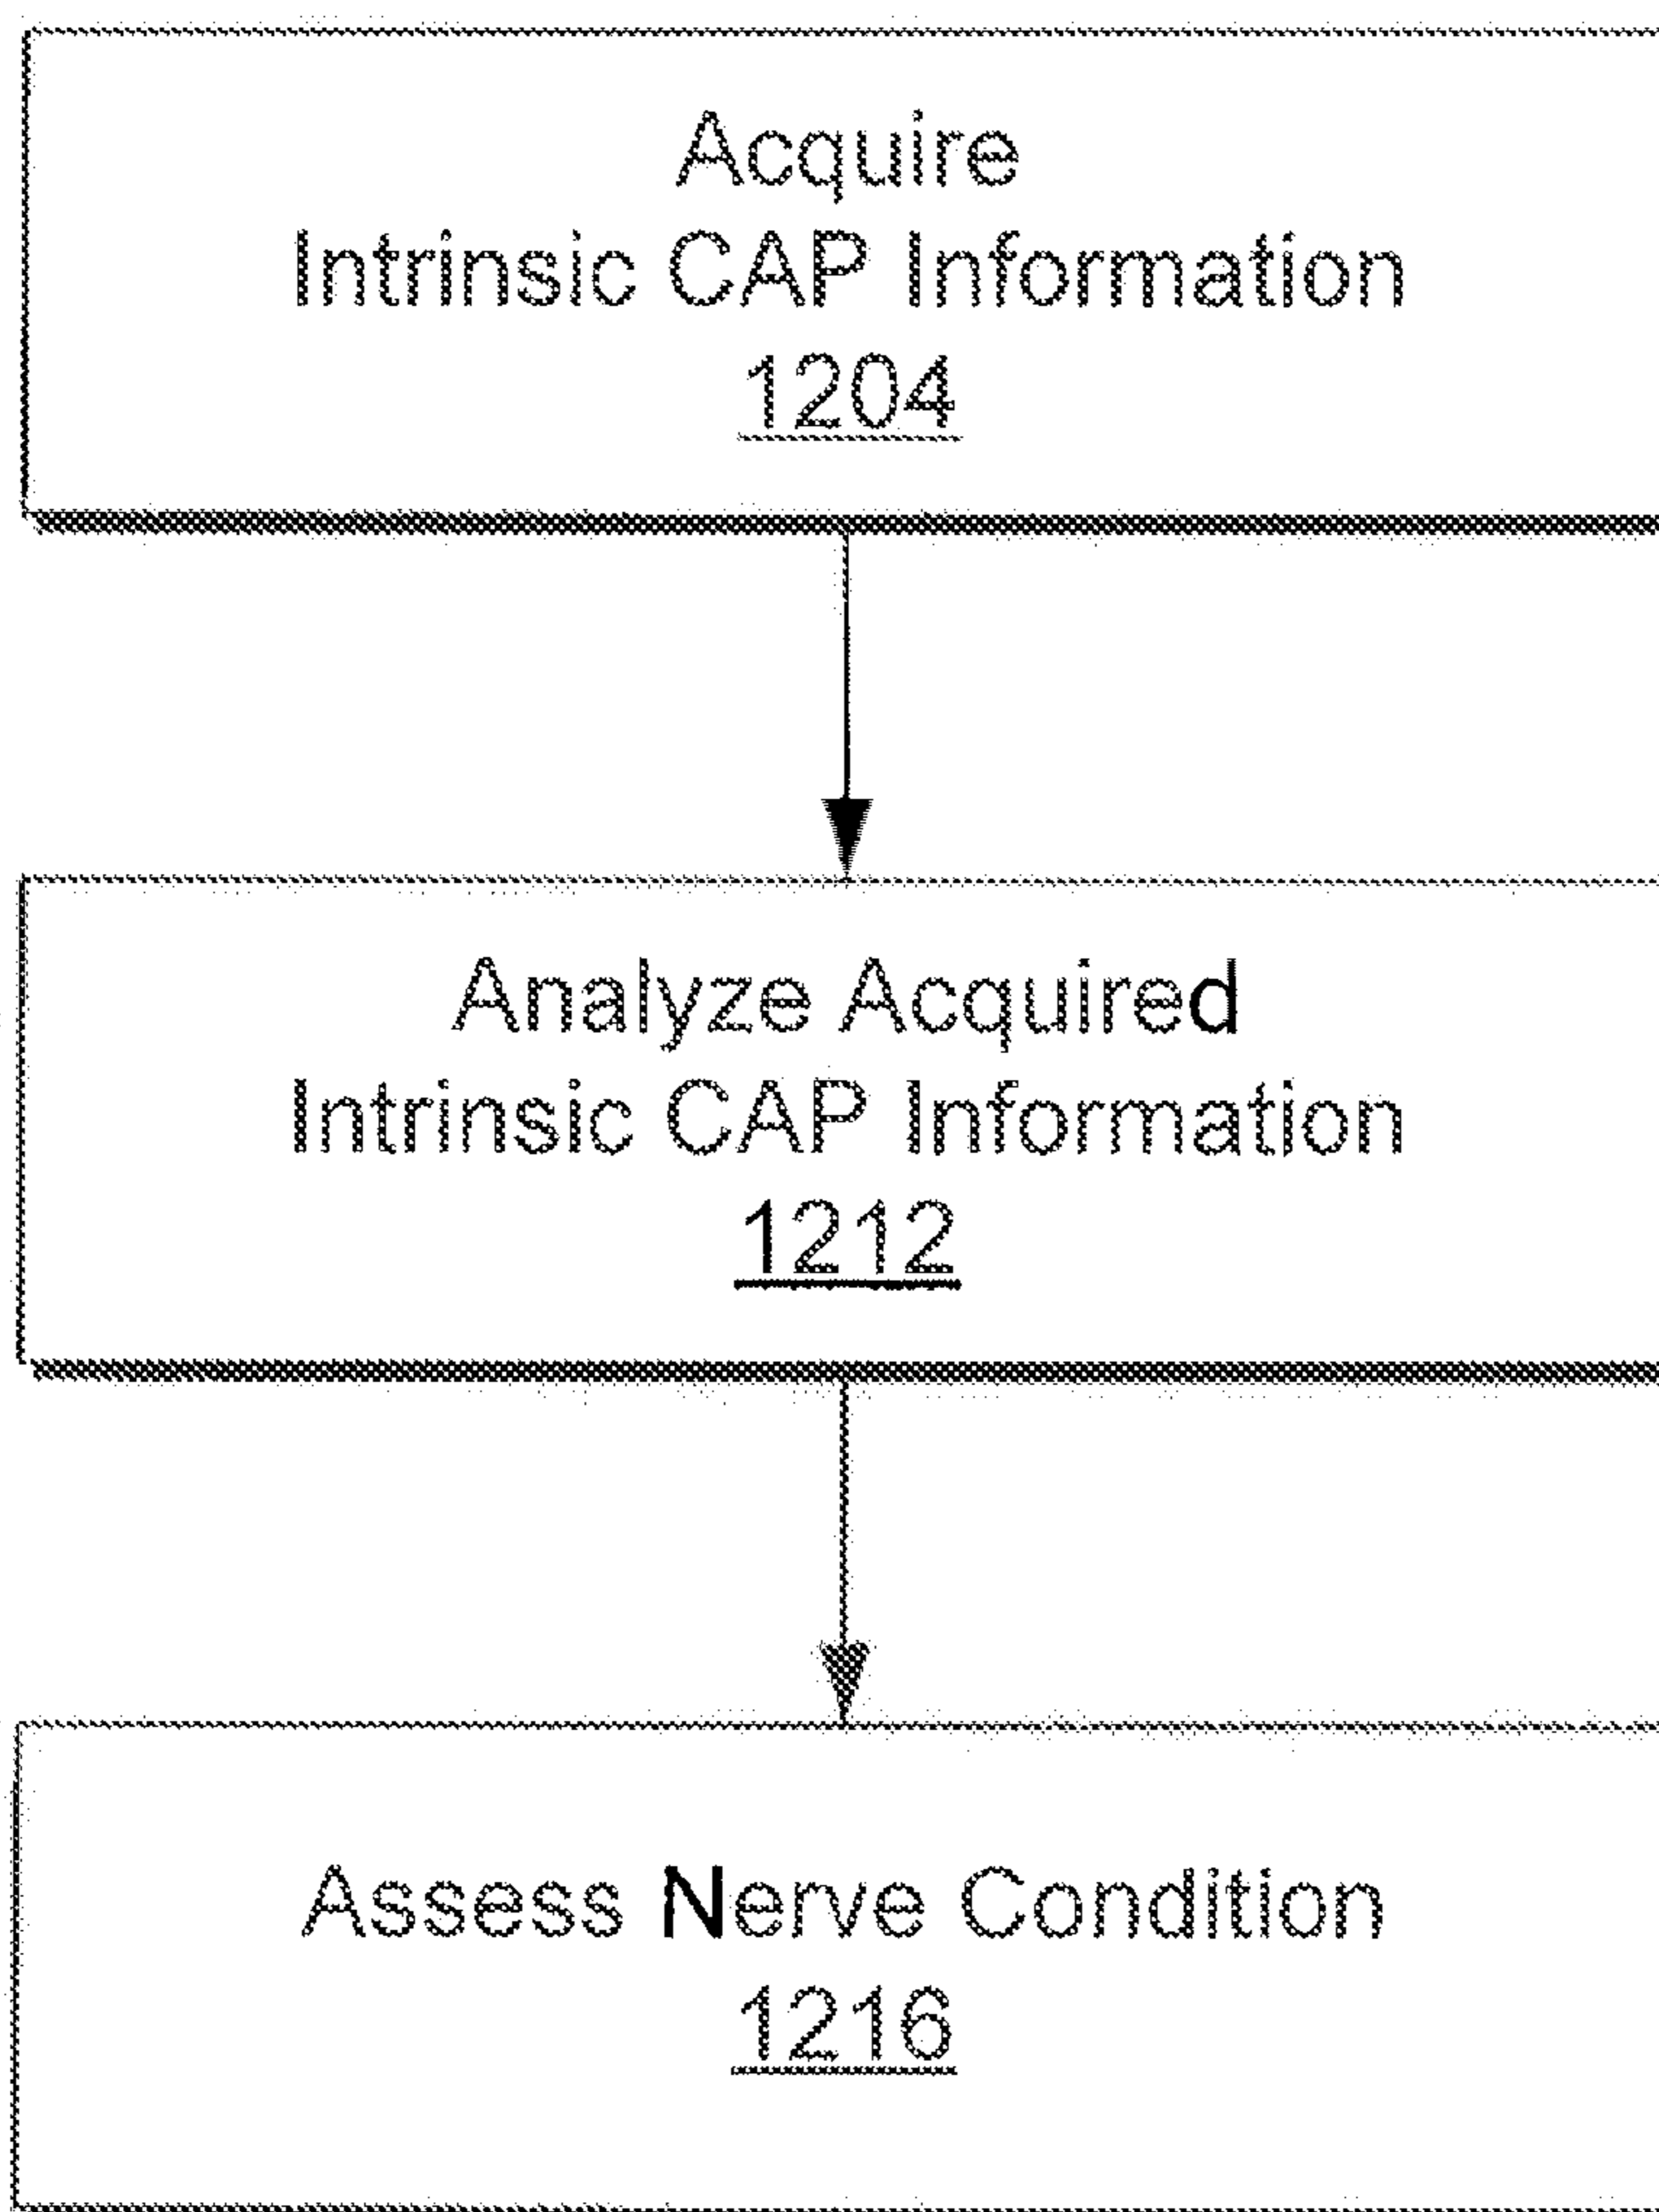 Acquire
Intrinsic CAP Information
1204
Analyze Acquired
Intrinsic CAP Information
1212
Assess Nerve Condition
1216